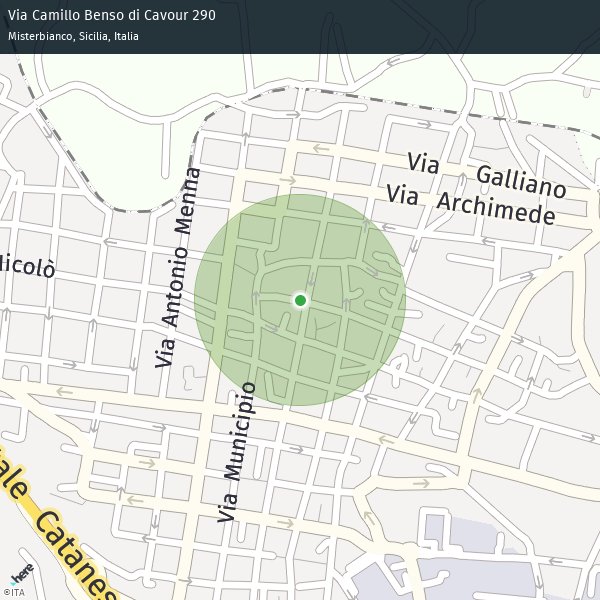 Via Camillo Benso di Cavour 290
Misterbianco, Sicilia, Italia
Via Galliano
Via Archimede
Via Antonio Menna
Nicolò
Via Municipio
ale Catanes
here
©ITA